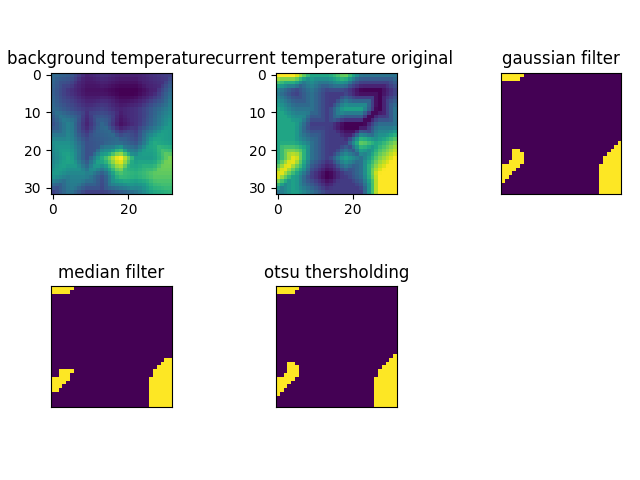 background temperature
current temperature original
gaussian filter
0
10
20
30
0
20
0
10
20
30
0
20
median filter
otsu thersholding